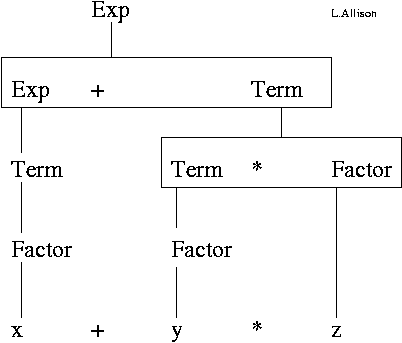 Exp L.Allison
Exp + Term
Term Term * Factor
Factor Factor
x + y * z